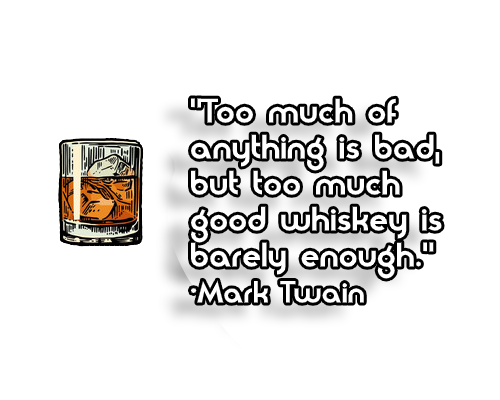 "Too much of
anything is bad,
but too much
good whiskey is
barely enough."
-Mark Twain